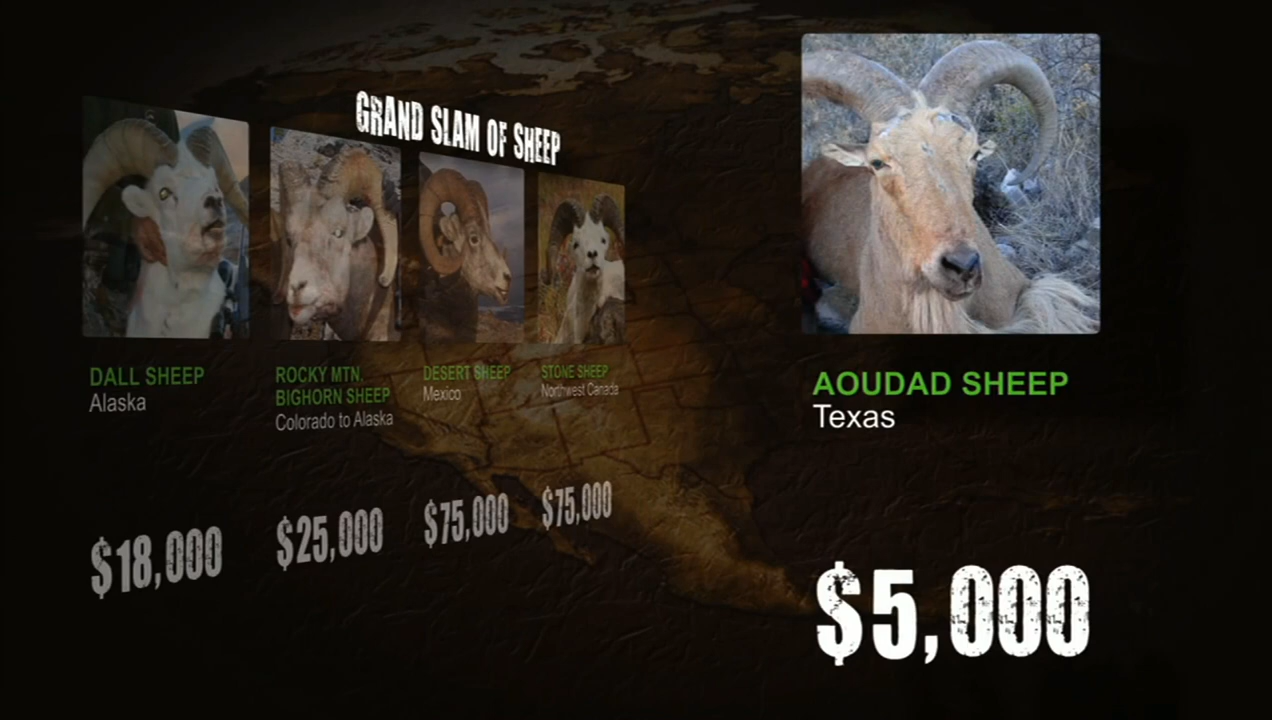 GRAND SLAM OF SHEEP
DALL SHEEP
Alaska
$18,000
ROCKY MTN.
BIGHORN SHEEP
Colorado to Alaska
$25,000
DESERT SHEEP
Mexico
$75,000
STONE SHEEP
Northwest Canada
$75,000
AOUDAD SHEEP
Texas
$5,000